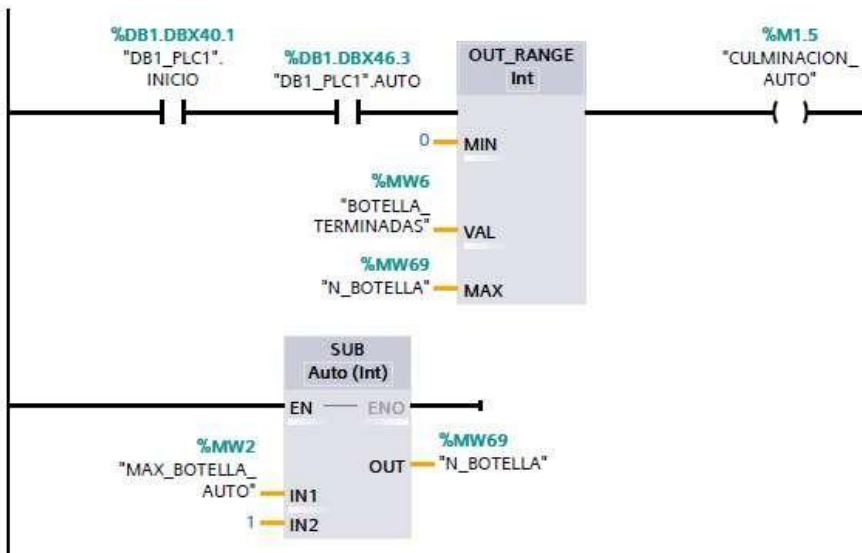 %DB1.DBX40.1
"DB1_PLC1".
INICIO
%DB1.DBX46.3
"DB1_PLC1".AUTO
OUT_RANGE
Int
%M1.5
"CULMINACION_
AUTO"
0
MIN
%MW6
"BOTELLA_
TERMINADAS"
VAL
%MW69
"N_BOTELLA"
MAX
SUB
Auto (Int)
EN
ENO
%MW2
"MAX_BOTELLA_
AUTO"
IN1
1
IN2
OUT
%MW69
"N_BOTELLA"